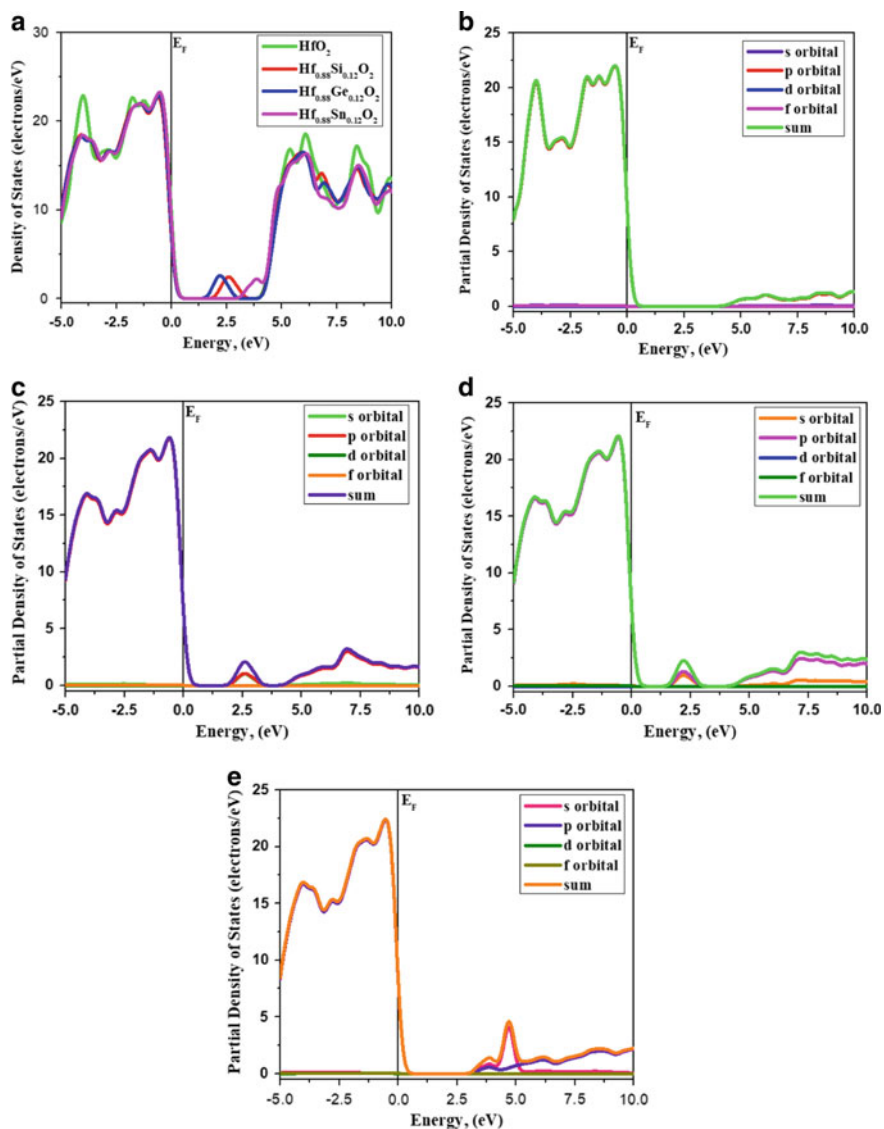 a
30
25
20
10
0
-5.0
-2.5
0.0
2.5
5.0
7.5
10.0
Density of States (electrons/eV)
Energy, (eV)
E_F
HfO₂
Hf₀.₈₈Si₀.₁₂O₂
Hf₀.₈₈Ge₀.₁₂O₂
Hf₀.₈₈Sn₀.₁₂O₂
b
25
20
15
10
5
0
-5.0
-2.5
0.0
2.5
5.0
7.5
10.0
Partial Density of States (electrons/eV)
Energy, (eV)
E_F
s orbital
p orbital
d orbital
f orbital
sum
c
25
20
15
10
5
0
-5.0
-2.5
0.0
2.5
5.0
7.5
10.0
Partial Density of States (electrons/eV)
Energy, (eV)
E_F
s orbital
p orbital
d orbital
f orbital
sum
d
25
20
15
10
5
0
-5.0
-2.5
0.0
2.5
5.0
7.5
10.0
Partial Density of States (electrons/eV)
Energy, (eV)
E_F
s orbital
p orbital
d orbital
f orbital
sum
e
25
20
15
10
5
0
-5.0
-2.5
0.0
2.5
5.0
7.5
10.0
Partial Density of States (electrons/eV)
Energy, (eV)
E_F
s orbital
p orbital
d orbital
f orbital
sum